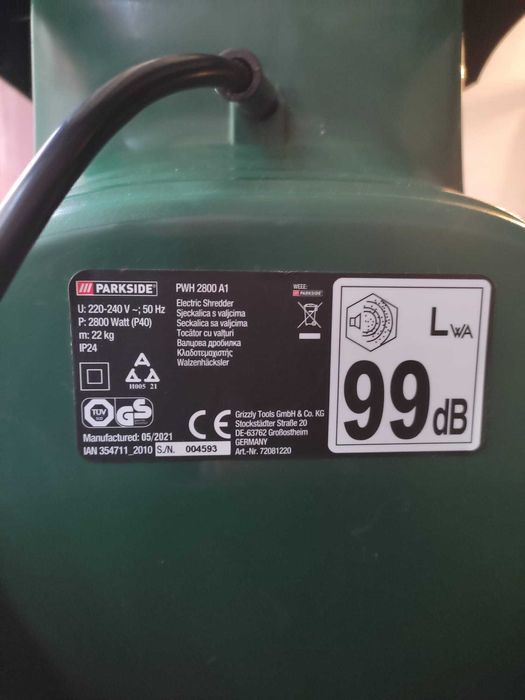 /// PARKSIDE
U: 220-240 V ~; 50 Hz
P: 2800 Watt (P40)
m: 22 kg
IP24
PWH 2800 A1
Electric Shredder
Sjeckalica s valjcima
Seckalica sa valjcima
Tocător cu valțuri
Валцова дробилка
Κλαδοτεμαχιστής
Walzenhäcksler
WEEE:
/// PARKSIDE
A
A A
H005 21
TÜV
GS
Manufactured: 05/2021
IAN 354711_2010 S./N. 004593
CE
Grizzly Tools GmbH & Co. KG
Stockstädter Straße 20
DE-63762 Großostheim
GERMANY
Art.-Nr. 72081220
LWA
99dB